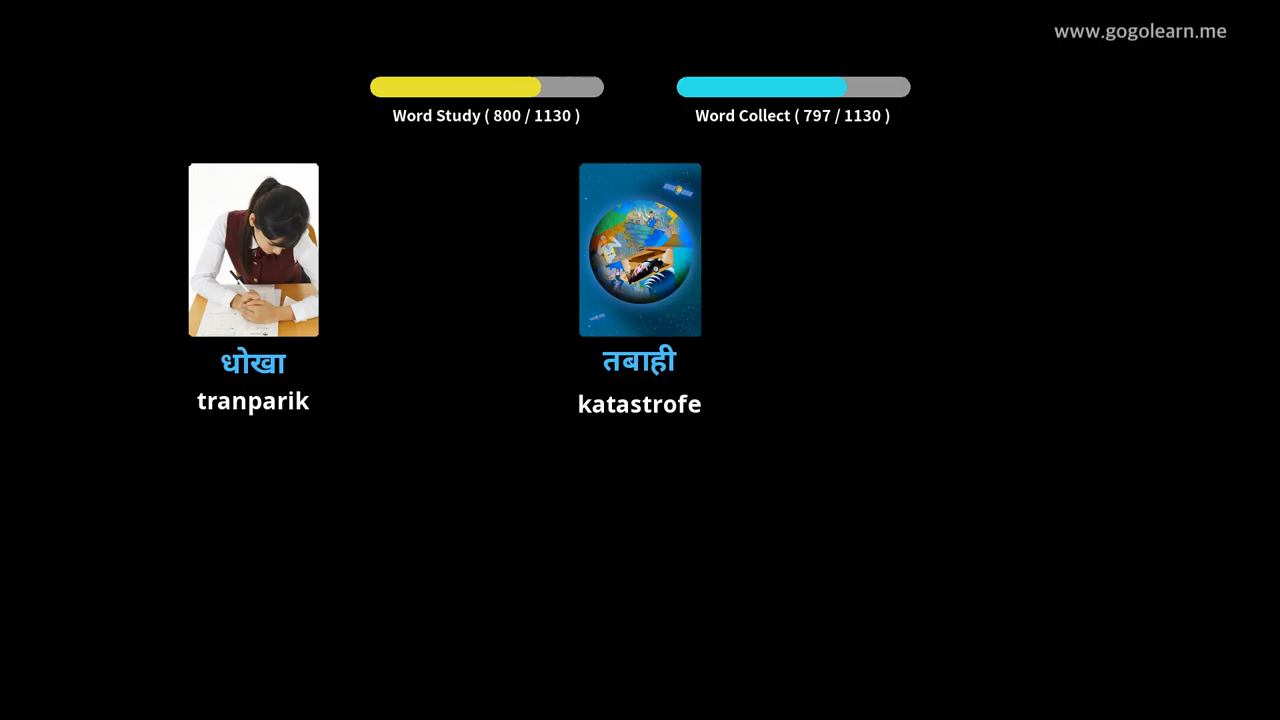 www.gogolearn.me
Word Study ( 800 / 1130 )
Word Collect ( 797 / 1130 )
धोखा
tranparik
तबाही
katastrofe